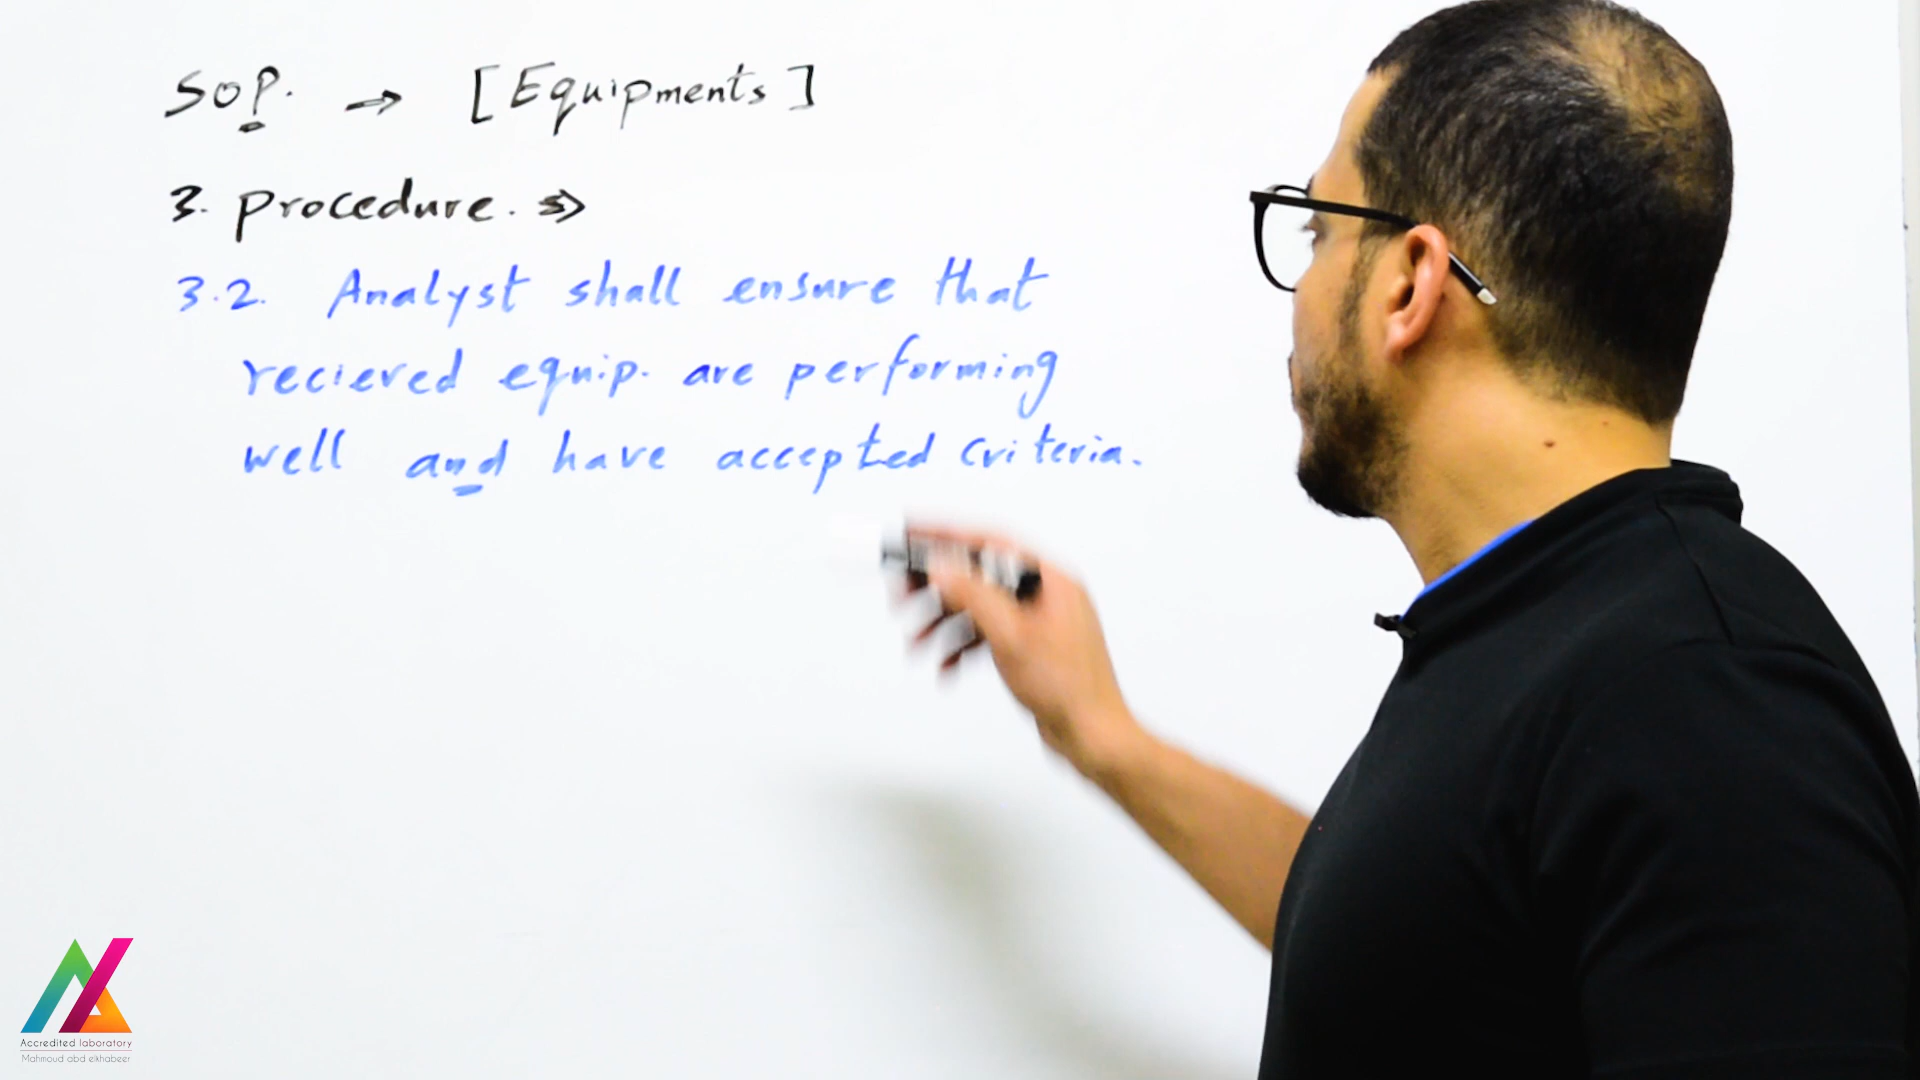 SOP. → [Equipments]
3. procedure. ⇒
3.2. Analyst shall ensure that
recieved equip. are performing
well and have accepted criteria.
Accredited laboratory
Mahmoud abd elkhabeer